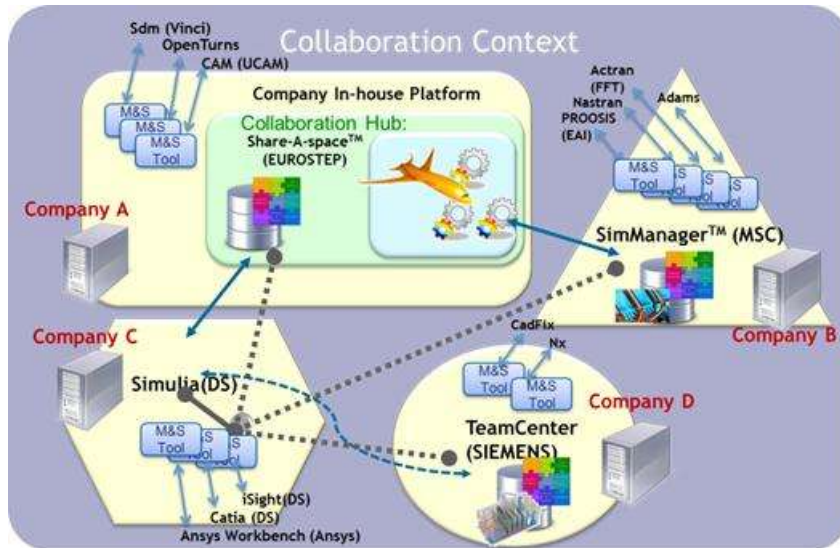 Collaboration Context
Sdm (Vinci)
OpenTurns
CAM (UCAM)
M&S
M&S
M&S
Tool
Company In-house Platform
Collaboration Hub:
Share-A-space™
(EUROSTEP)
Company A
Actran
(FFT)
Nastran
PROOSIS
(EAI)
Adams
M&S
Tool
S
S
S
SimManager™ (MSC)
Company B
Company C
Simulia(DS)
M&S
Tool
S
S
iSight(DS)
Catia (DS)
Ansys Workbench (Ansys)
CadFix
Nx
M&S
Tool
M&S
Tool
Company D
TeamCenter
(SIEMENS)